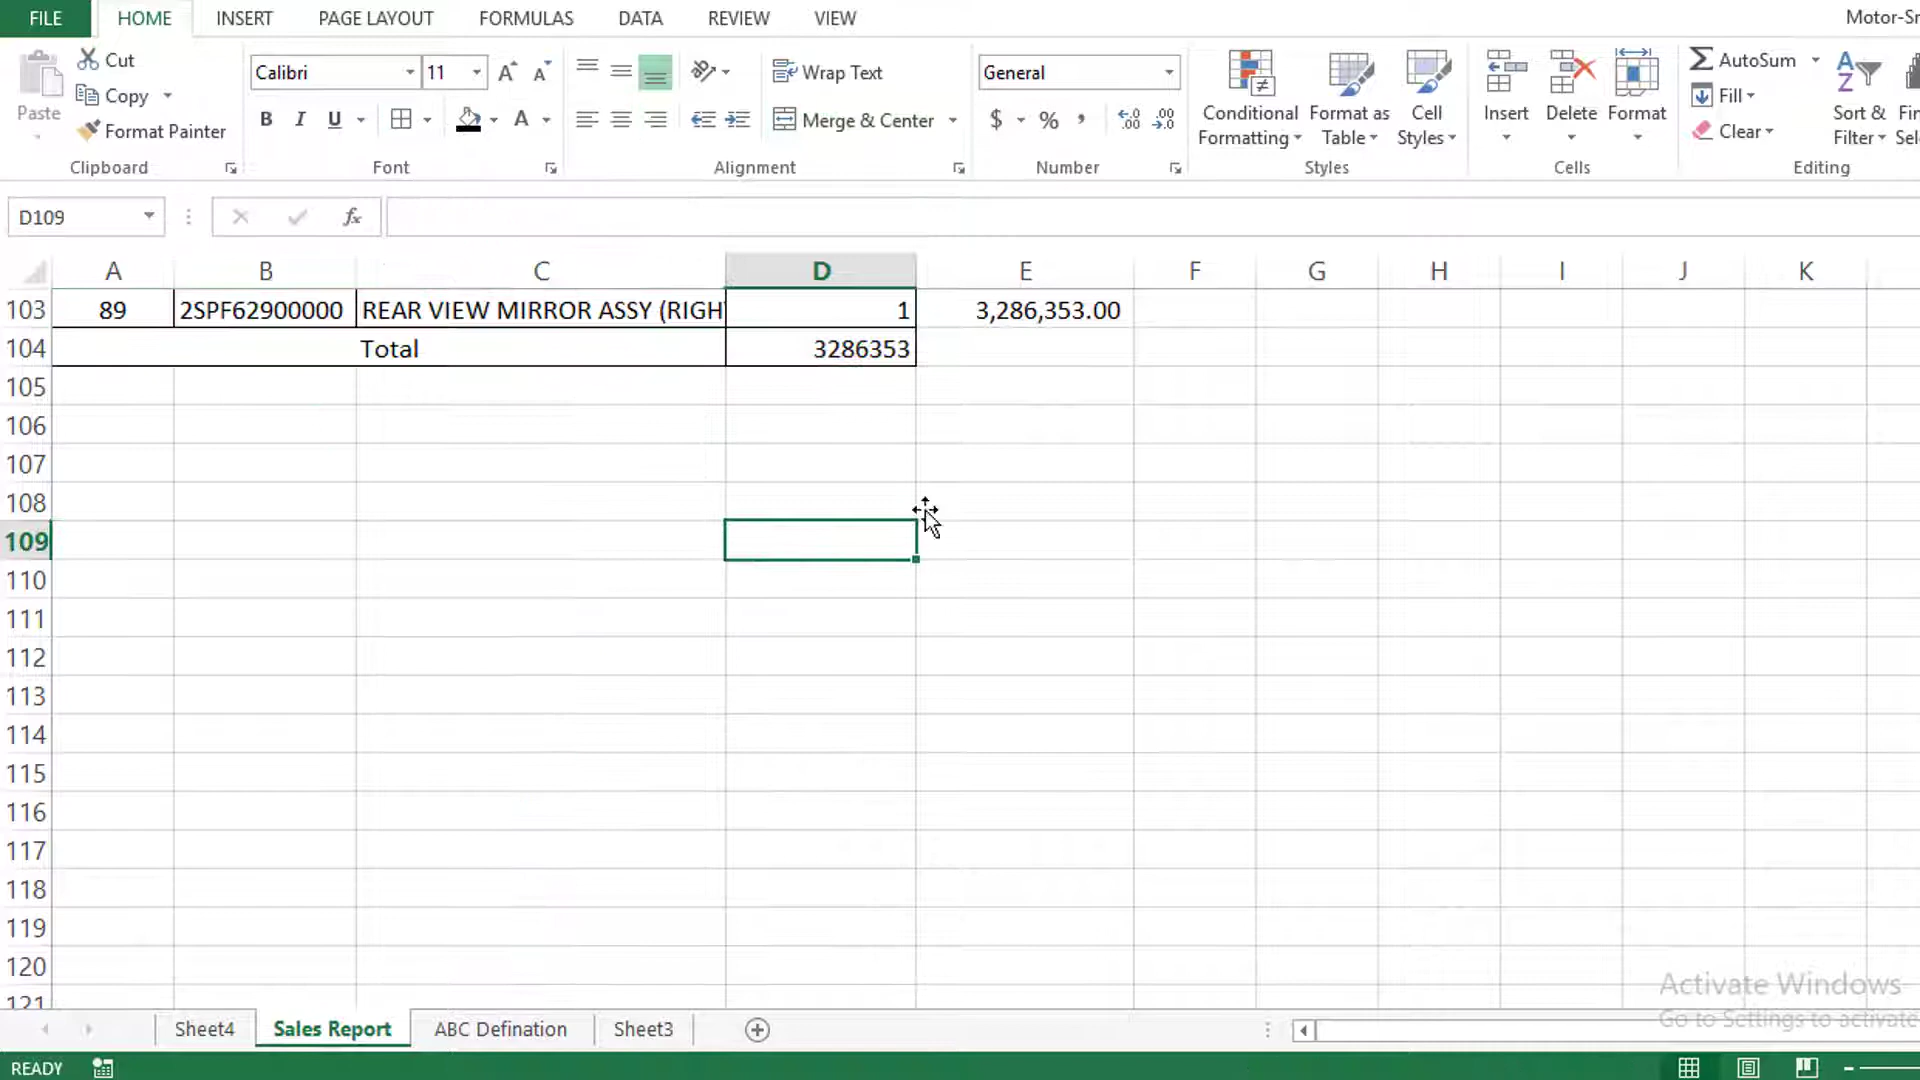 FILE HOME INSERT PAGE LAYOUT FORMULAS DATA REVIEW VIEW Motor-Sr
Cut
Copy
Format Painter
Paste
Clipboard
Calibri 11
B I U A
Font
Wrap Text
Merge & Center
Alignment
General
$ % ,
Number
Conditional Formatting
Format as Table
Cell Styles
Styles
Insert Delete Format
Cells
AutoSum
Fill
Clear
Sort & Filter
Editing
D109 fx
A B C D E F G H I J K
103 89 2SPF62900000 REAR VIEW MIRROR ASSY (RIGH 1 3,286,353.00
104 Total 3286353
105
106
107
108
109
110
111
112
113
114
115
116
117
118
119
120
121
Activate Windows
Go to Settings to activate
Sheet4 Sales Report ABC Defination Sheet3
READY